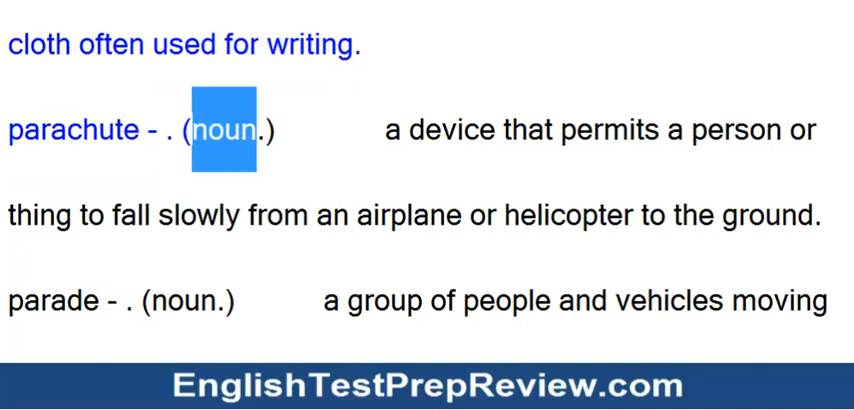 cloth often used for writing.
parachute - . (noun.) a device that permits a person or
thing to fall slowly from an airplane or helicopter to the ground.
parade - . (noun.) a group of people and vehicles moving
EnglishTestPrepReview.com